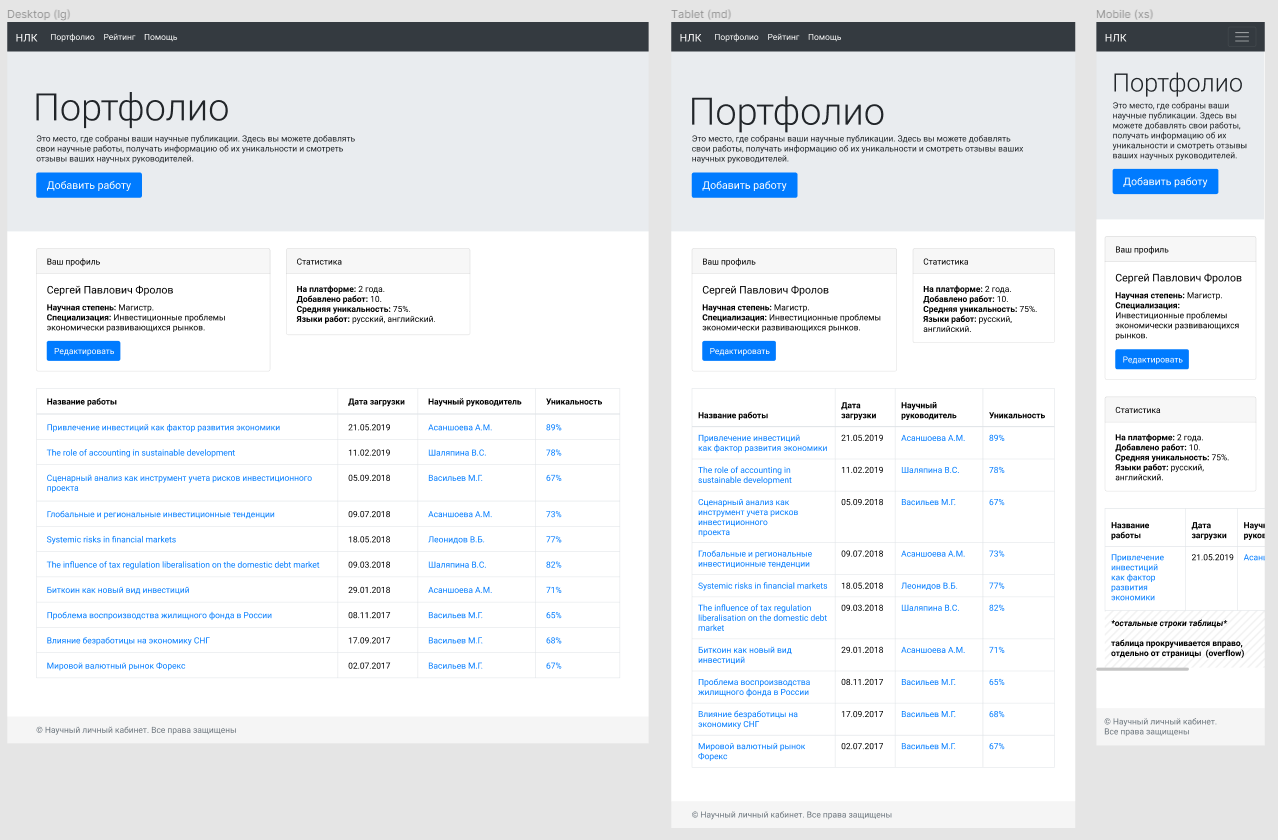 Desktop (lg)
НЛК Портфолио Рейтинг Помощь
Портфолио
Это место, где собраны ваши научные публикации. Здесь вы можете добавлять
свои научные работы, получать информацию об их уникальности и смотреть
отзывы ваших научных руководителей.
Добавить работу
Ваш профиль
Сергей Павлович Фролов
Научная степень: Магистр.
Специализация: Инвестиционные проблемы
экономически развивающихся рынков.
Редактировать
Статистика
На платформе: 2 года.
Добавлено работ: 10.
Средняя уникальность: 75%.
Языки работ: русский, английский.
Название работы Дата загрузки Научный руководитель Уникальность
Привлечение инвестиций как фактор развития экономики 21.05.2019 Асаншоева А.М. 89%
The role of accounting in sustainable development 11.02.2019 Шаляпина В.С. 78%
Сценарный анализ как инструмент учета рисков инвестиционного 05.09.2018 Васильев М.Г. 67%
проекта
Глобальные и региональные инвестиционные тенденции 09.07.2018 Асаншоева А.М. 73%
Systemic risks in financial markets 18.05.2018 Леонидов В.Б. 77%
The influence of tax regulation liberalisation on the domestic debt market 09.03.2018 Шаляпина В.С. 82%
Биткоин как новый вид инвестиций 29.01.2018 Асаншоева А.М. 71%
Проблема воспроизводства жилищного фонда в России 08.11.2017 Васильев М.Г. 65%
Влияние безработицы на экономику СНГ 17.09.2017 Васильев М.Г. 68%
Мировой валютный рынок Форекс 02.07.2017 Васильев М.Г. 67%
© Научный личный кабинет. Все права защищены
Tablet (md)
НЛК Портфолио Рейтинг Помощь
Портфолио
Это место, где собраны ваши научные публикации. Здесь вы можете добавлять
свои работы, получать информацию об их уникальности и смотреть отзывы ваших
научных руководителей.
Добавить работу
Ваш профиль
Сергей Павлович Фролов
Научная степень: Магистр.
Специализация: Инвестиционные проблемы
экономически развивающихся рынков.
Редактировать
Статистика
На платформе: 2 года.
Добавлено работ: 10.
Средняя уникальность: 75%.
Языки работ: русский,
английский.
Название работы Дата загрузки Научный руководитель Уникальность
Привлечение инвестиций 21.05.2019 Асаншоева А.М. 89%
как фактор развития экономики
The role of accounting in 11.02.2019 Шаляпина В.С. 78%
sustainable development
Сценарный анализ как 05.09.2018 Васильев М.Г. 67%
инструмент учета рисков
инвестиционного
проекта
Глобальные и региональные 09.07.2018 Асаншоева А.М. 73%
инвестиционные тенденции
Systemic risks in financial markets 18.05.2018 Леонидов В.Б. 77%
The influence of tax regulation 09.03.2018 Шаляпина В.С. 82%
liberalisation on the domestic debt
market
Биткоин как новый вид 29.01.2018 Асаншоева А.М. 71%
инвестиций
Проблема воспроизводства 08.11.2017 Васильев М.Г. 65%
жилищного фонда в России
Влияние безработицы на 17.09.2017 Васильев М.Г. 68%
экономику СНГ
Мировой валютный рынок 02.07.2017 Васильев М.Г. 67%
Форекс
© Научный личный кабинет. Все права защищены
Mobile (xs)
НЛК
Портфолио
Это место, где собраны ваши
научные публикации. Здесь вы
можете добавлять свои работы,
получать информацию об их
уникальности и смотреть отзывы
ваших научных руководителей.
Добавить работу
Ваш профиль
Сергей Павлович Фролов
Научная степень: Магистр.
Специализация:
Инвестиционные проблемы
экономически развивающихся
рынков.
Редактировать
Статистика
На платформе: 2 года.
Добавлено работ: 10.
Средняя уникальность: 75%.
Языки работ: русский,
английский.
Название Дата
работы загрузки
Привлечение 21.05.2019
инвестиций
как фактор
развития
экономики
*остальные строки таблицы*
таблица прокручивается вправо,
отдельно от страницы (overflow)
© Научный личный кабинет.
Все права защищены